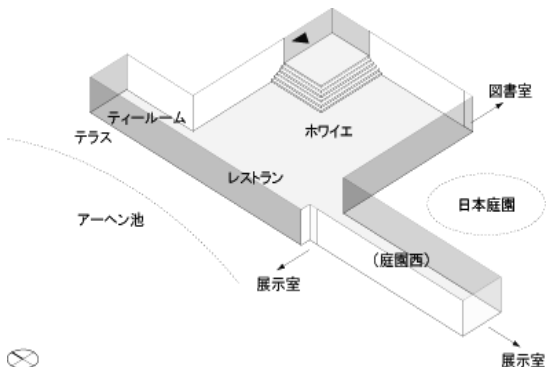 図書室
ティールーム
ホワイエ
テラス
レストラン
日本庭園
アーヘン池
（庭園西）
展示室
展示室